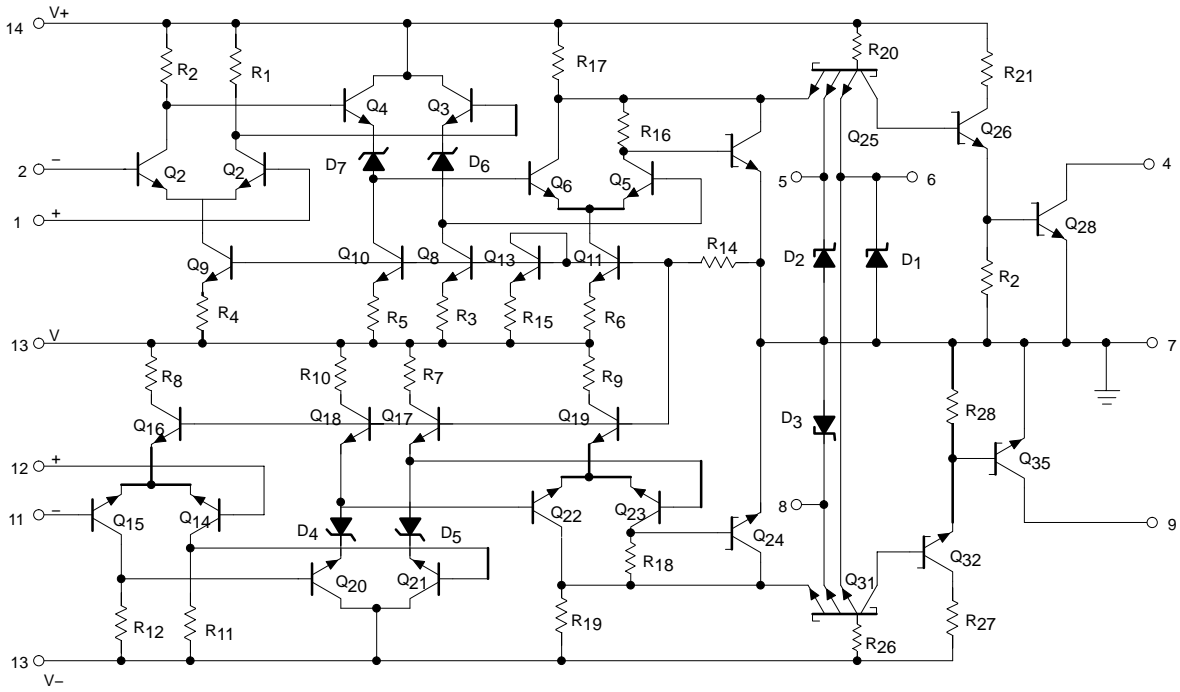 14 V+
R2 R1 R17 R20 R21
Q4 Q3 R16 Q25 Q26
2 − Q2 Q2 D7 D6 Q6 Q5 5 6 4
1 + Q28
Q9 Q10 Q8 Q13 Q11 R14 D2 D1 R2
R4 R5 R3 R15 R6
13 V 7
R8 R10 R7 R9
Q16 Q18 Q17 Q19 D3 R28
12 + Q35
11 − Q15 Q14 D4 D5 Q22 Q23 Q24 8 9
Q20 Q21 R18 Q31 Q32
R12 R11 R19 R26 R27
13
V−